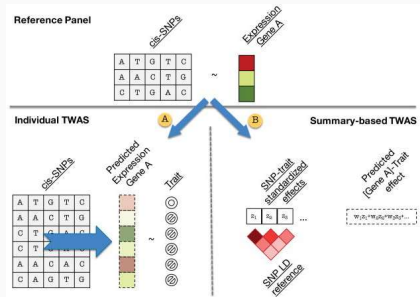 Reference Panel
cis-SNPs
Expression
Gene A
A T G T C
A A C T G
C T G A C
~
A
B
Individual TWAS
Summary-based TWAS
cis-SNPs
Predicted
Expression
Gene A
Trait
A T G T C
A A C T G
C T
C T
A A C A C
C A G T G
~
SNP-trait
standardized
effects
z₁ z₂ z₃ ...
SNP LD
reference
Predicted
[Gene A]-Trait
effect
w₁z₁+w₂z₂+w₃z₃+...